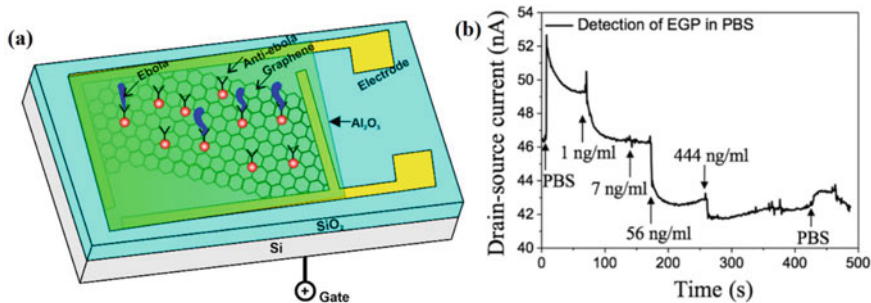 (a)
Ebola
Anti-ebola
Graphene
Electrode
Al₂O₃
SiO₂
Si
Gate
(b)
Detection of EGP in PBS
Drain-source current (nA)
52
50
48
46
44
42
40
PBS
1 ng/ml
7 ng/ml
56 ng/ml
444 ng/ml
PBS
0 100 200 300 400 500
Time (s)